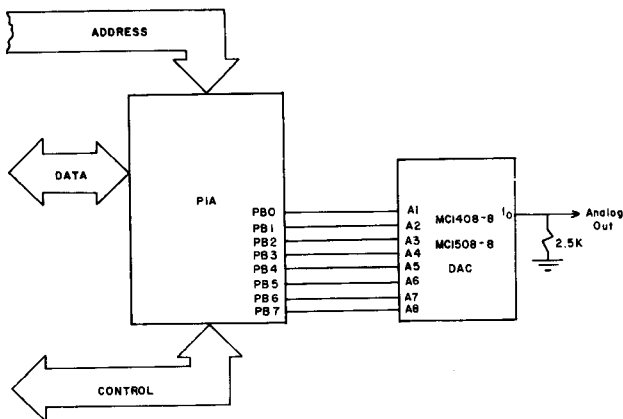 ADDRESS
DATA
PIA
PB0
PB1
PB2
PB3
PB4
PB5
PB6
PB7
A1
A2
A3
A4
A5
A6
A7
A8
MC1408-8
MC1508-8
DAC
Io
Analog
Out
2.5K
CONTROL